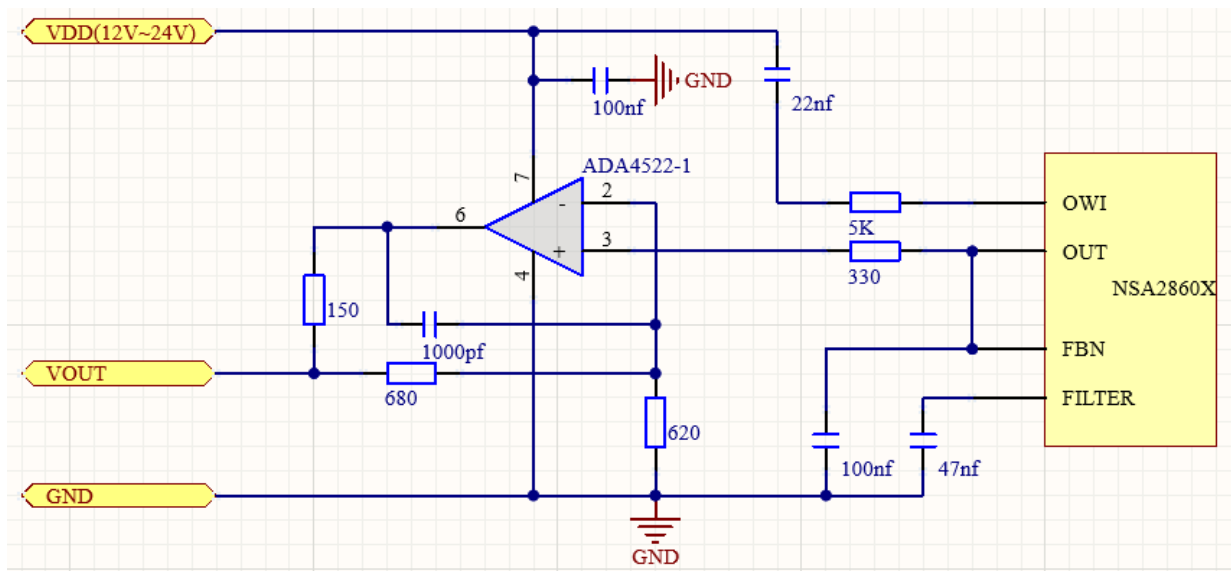 VDD(12V~24V)
GND
100nf
22nf
ADA4522-1
7
2
-
6
OWI
5K
+
3
OUT
4
330
NSA2860X
150
1000pf
FBN
VOUT
680
FILTER
620
100nf
47nf
GND
GND